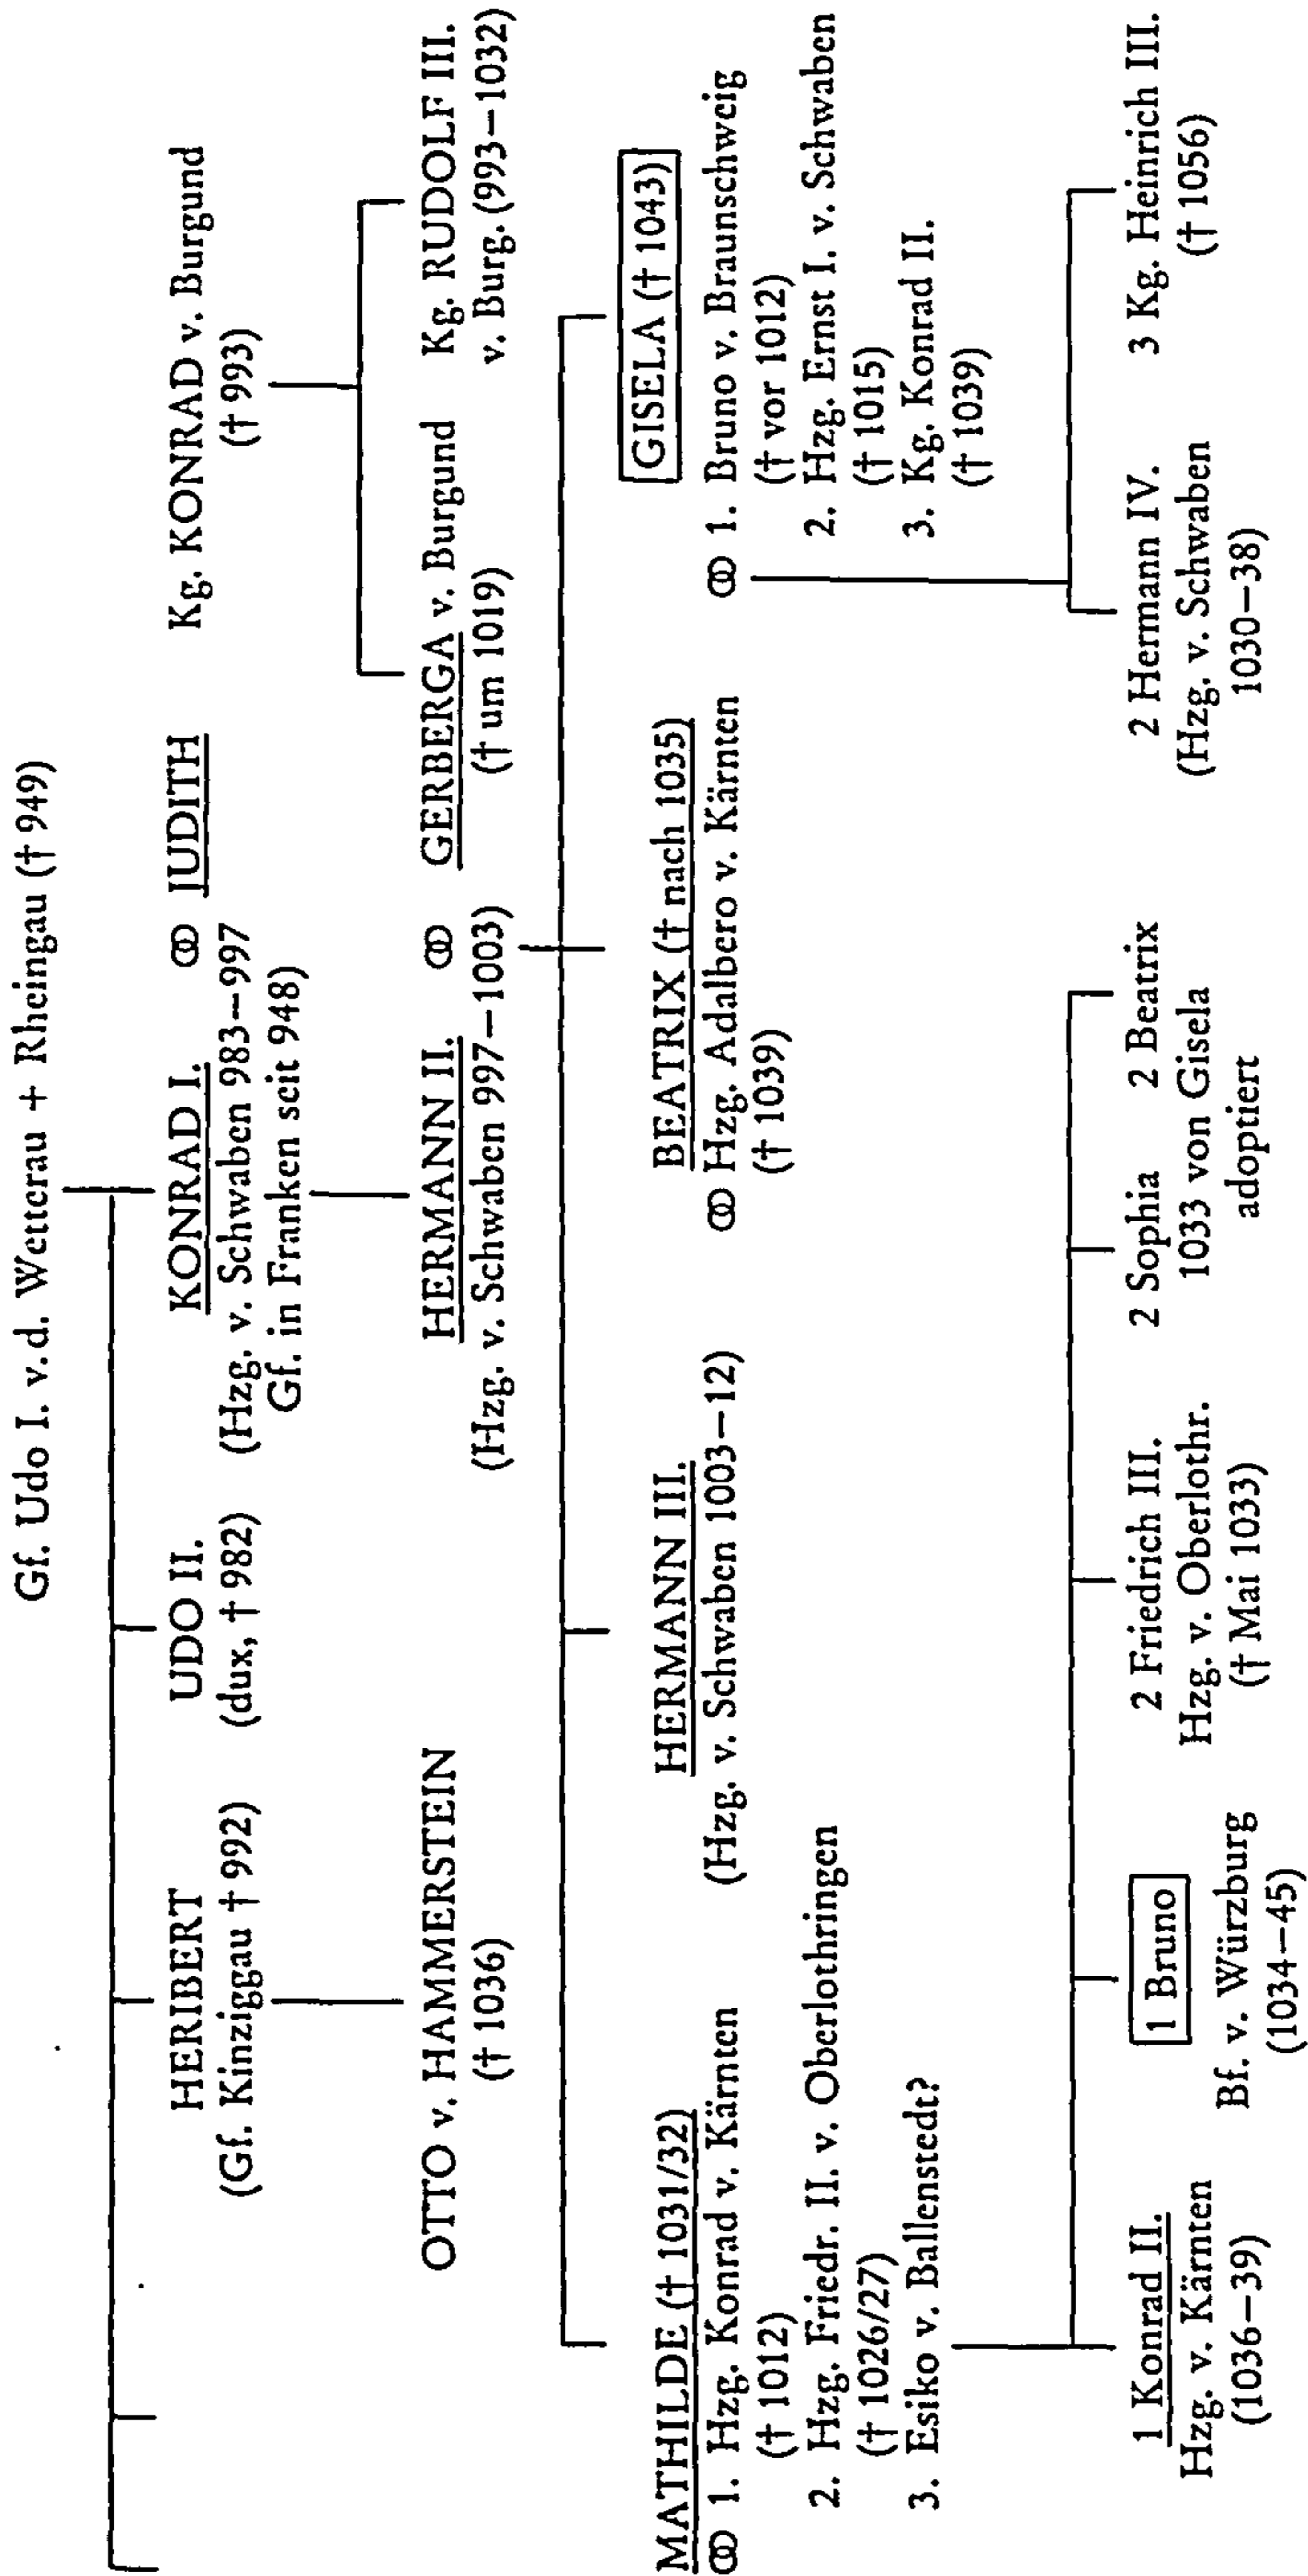 Gf. Udo I. v. d. Wetterau + Rheingau († 949)
HERIBERT
(Gf. Kinziggau † 992)
UDO II.
(dux, † 982)
KONRAD I.
(Hzg. v. Schwaben 983–997
Gf. in Franken seit 948)
⚭ JUDITH
Kg. KONRAD v. Burgund
(† 993)
OTTO v. HAMMERSTEIN
(† 1036)
HERMANN II.
(Hzg. v. Schwaben 997–1003)
⚭ GERBERGA v. Burgund
(† um 1019)
Kg. RUDOLF III.
v. Burg. (993–1032)
MATHILDE († 1031/32)
⚭ 1. Hzg. Konrad v. Kärnten
(† 1012)
2. Hzg. Friedr. II. v. Oberlothringen
(† 1026/27)
3. Esiko v. Ballenstedt?
HERMANN III.
(Hzg. v. Schwaben 1003–12)
BEATRIX († nach 1035)
⚭ Hzg. Adalbero v. Kärnten
(† 1039)
GISELA († 1043)
⚭ 1. Bruno v. Braunschweig
(† vor 1012)
2. Hzg. Ernst I. v. Schwaben
(† 1015)
3. Kg. Konrad II.
(† 1039)
1 Konrad II.
Hzg. v. Kärnten
(1036–39)
1 Bruno
Bf. v. Würzburg
(1034–45)
2 Friedrich III.
Hzg. v. Oberlothr.
(† Mai 1033)
2 Sophia 2 Beatrix
1033 von Gisela
adoptiert
2 Hermann IV.
(Hzg. v. Schwaben
1030–38)
3 Kg. Heinrich III.
(† 1056)